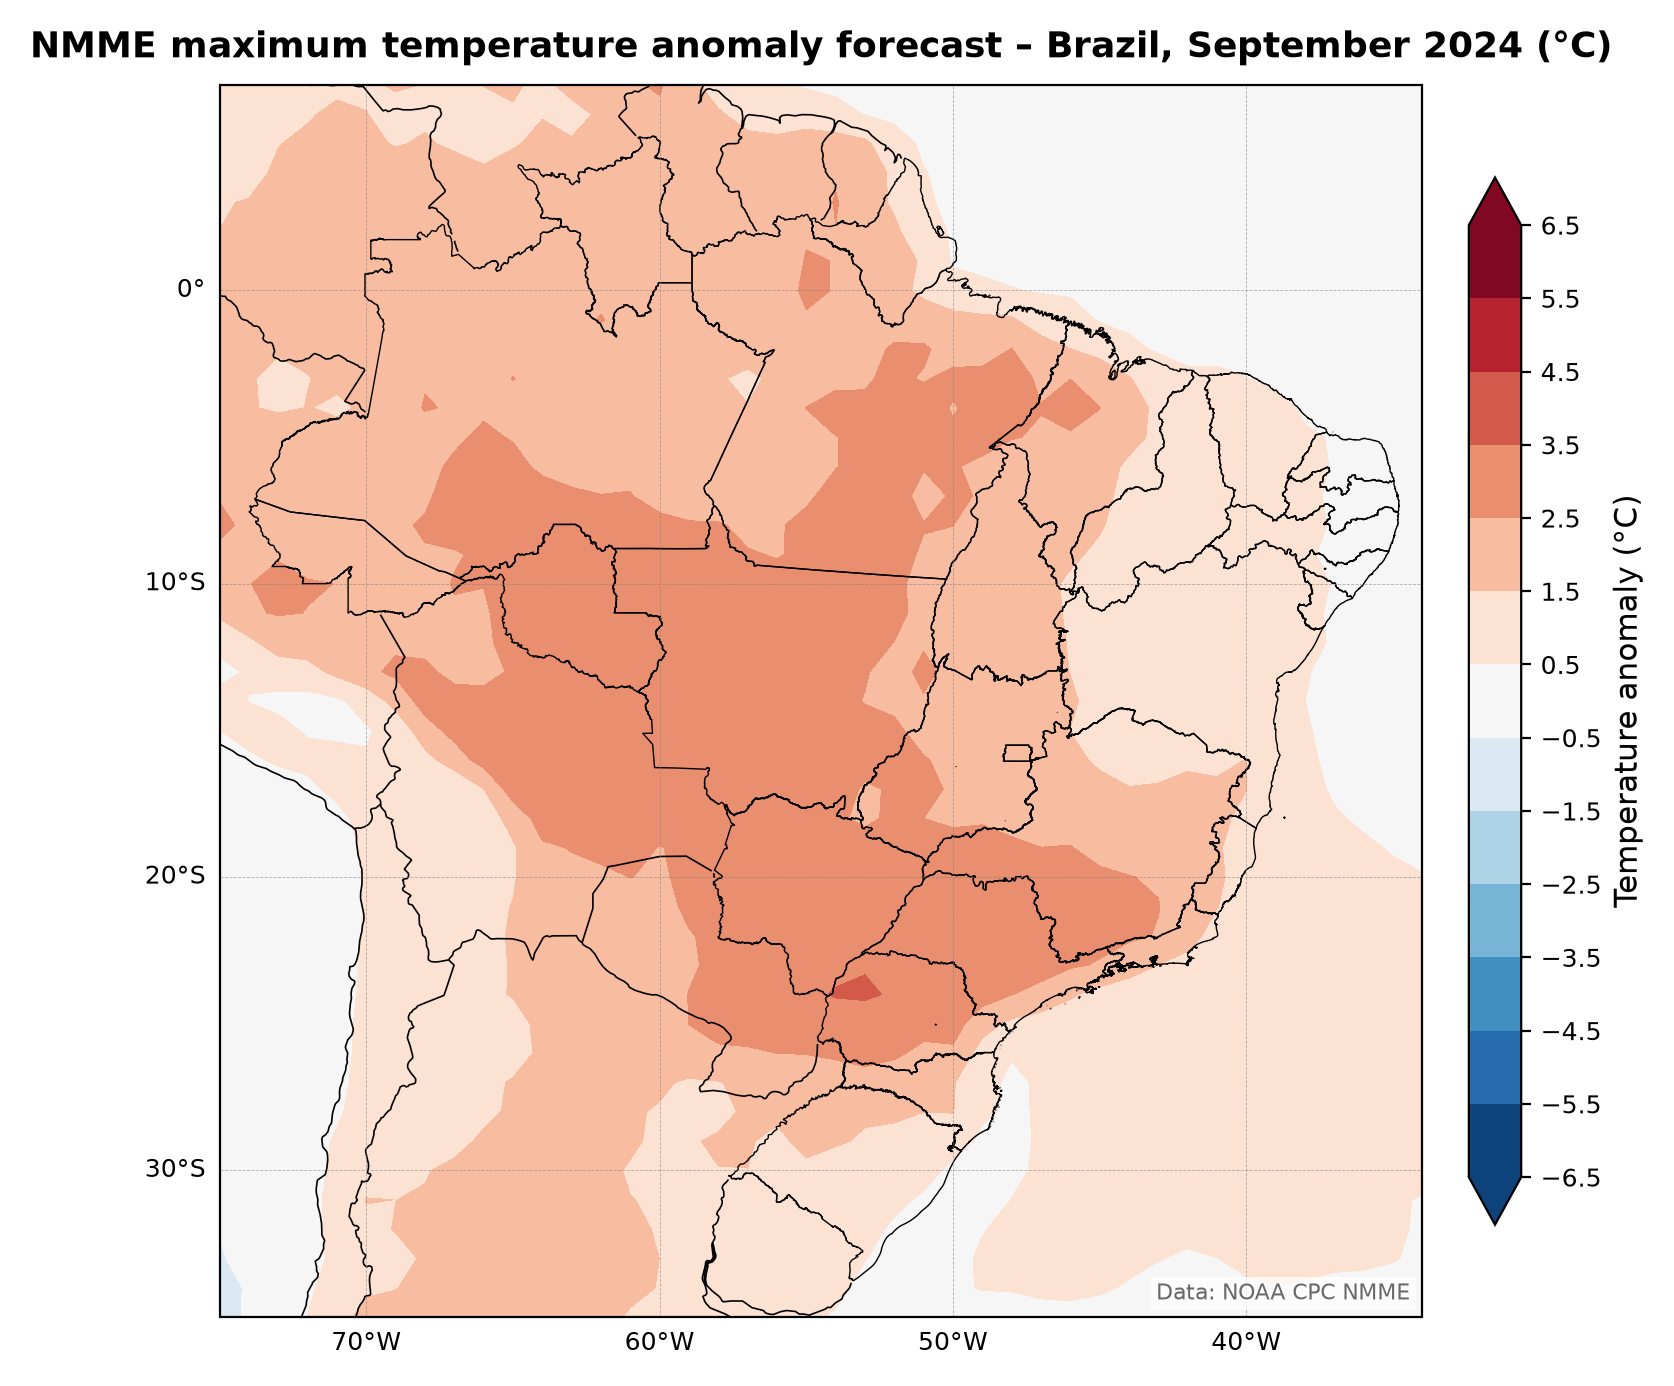 NMME maximum temperature anomaly forecast – Brazil, September 2024 (°C)
0°
10°S
20°S
30°S
70°W
60°W
50°W
40°W
6.5
5.5
4.5
3.5
2.5
1.5
0.5
−0.5
−1.5
−2.5
−3.5
−4.5
−5.5
−6.5
Temperature anomaly (°C)
Data: NOAA CPC NMME